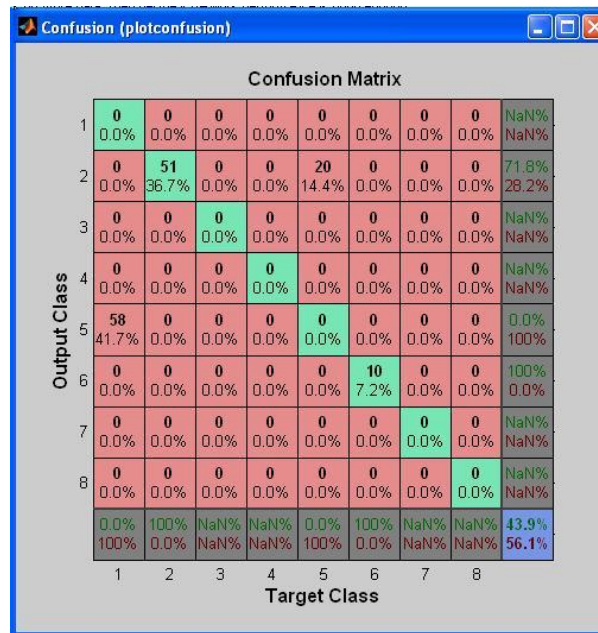 Confusion (plotconfusion)
Confusion Matrix
1 0 0 0 0 0 0 0 0 NaN%
0.0% 0.0% 0.0% 0.0% 0.0% 0.0% 0.0% 0.0% NaN%
2 0 51 0 0 20 0 0 0 71.8%
0.0% 36.7% 0.0% 0.0% 14.4% 0.0% 0.0% 0.0% 28.2%
3 0 0 0 0 0 0 0 0 NaN%
0.0% 0.0% 0.0% 0.0% 0.0% 0.0% 0.0% 0.0% NaN%
4 0 0 0 0 0 0 0 0 NaN%
0.0% 0.0% 0.0% 0.0% 0.0% 0.0% 0.0% 0.0% NaN%
5 58 0 0 0 0 0 0 0 0.0%
41.7% 0.0% 0.0% 0.0% 0.0% 0.0% 0.0% 0.0% 100%
6 0 0 0 0 0 10 0 0 100%
0.0% 0.0% 0.0% 0.0% 0.0% 7.2% 0.0% 0.0% 0.0%
7 0 0 0 0 0 0 0 0 NaN%
0.0% 0.0% 0.0% 0.0% 0.0% 0.0% 0.0% 0.0% NaN%
8 0 0 0 0 0 0 0 0 NaN%
0.0% 0.0% 0.0% 0.0% 0.0% 0.0% 0.0% 0.0% NaN%
0.0% 100% NaN% NaN% 0.0% 100% NaN% NaN% 43.9%
100% 0.0% NaN% NaN% 100% 0.0% NaN% NaN% 56.1%
1 2 3 4 5 6 7 8
Target Class
Output Class